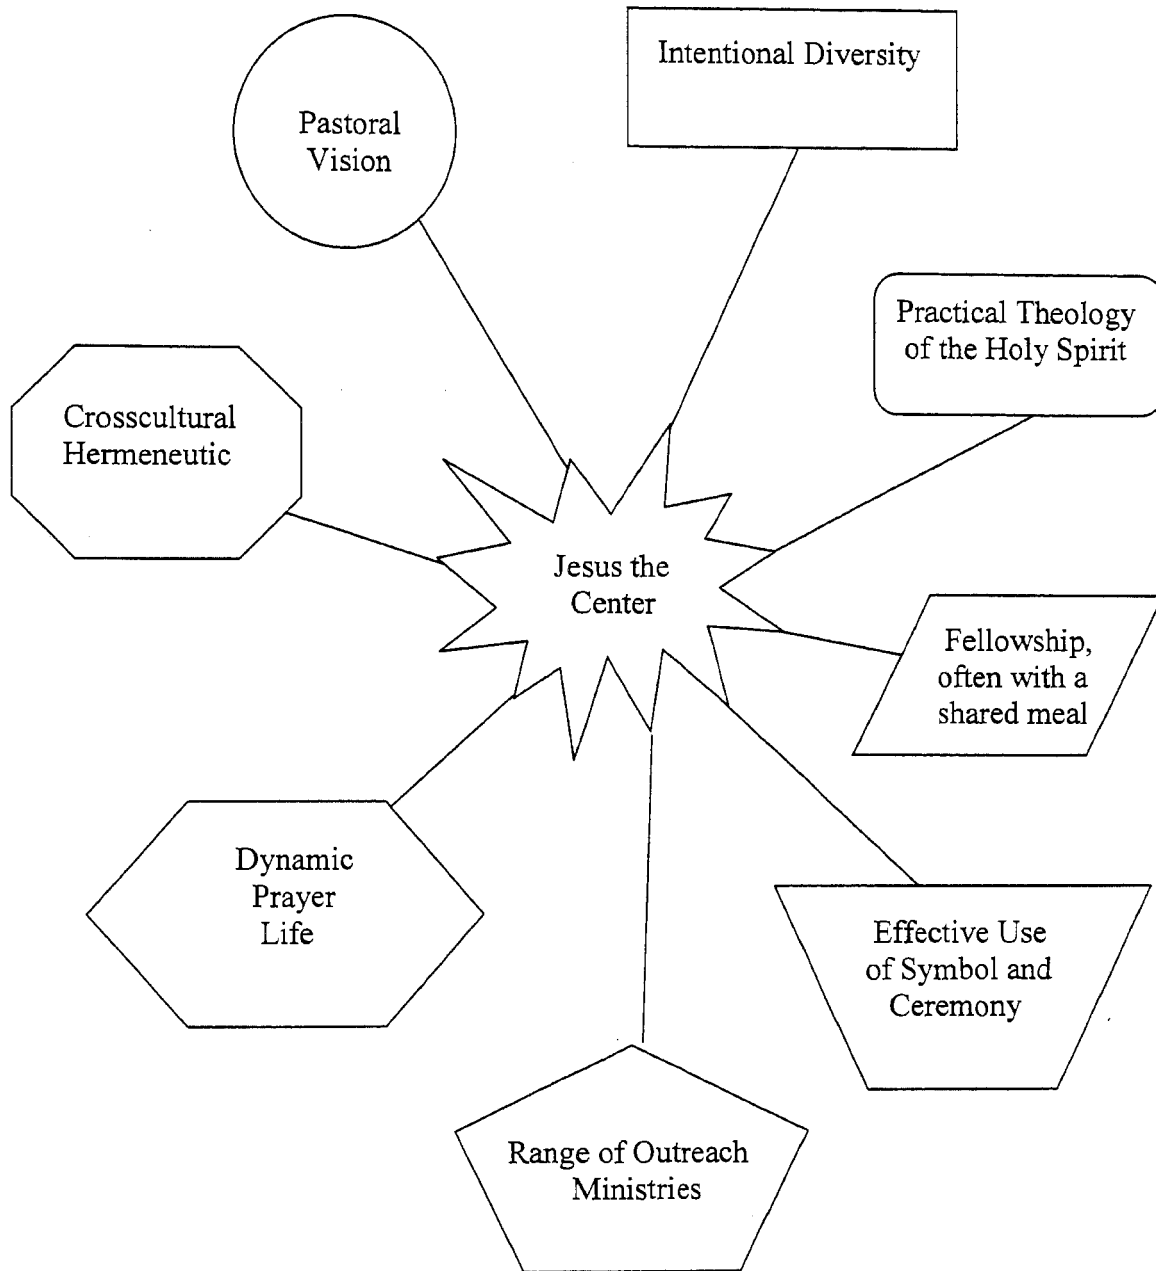 Pastoral
Vision
Intentional Diversity
Practical Theology
of the Holy Spirit
Crosscultural
Hermeneutic
Jesus the
Center
Fellowship,
often with a
shared meal
Dynamic
Prayer
Life
Effective Use
of Symbol and
Ceremony
Range of Outreach
Ministries